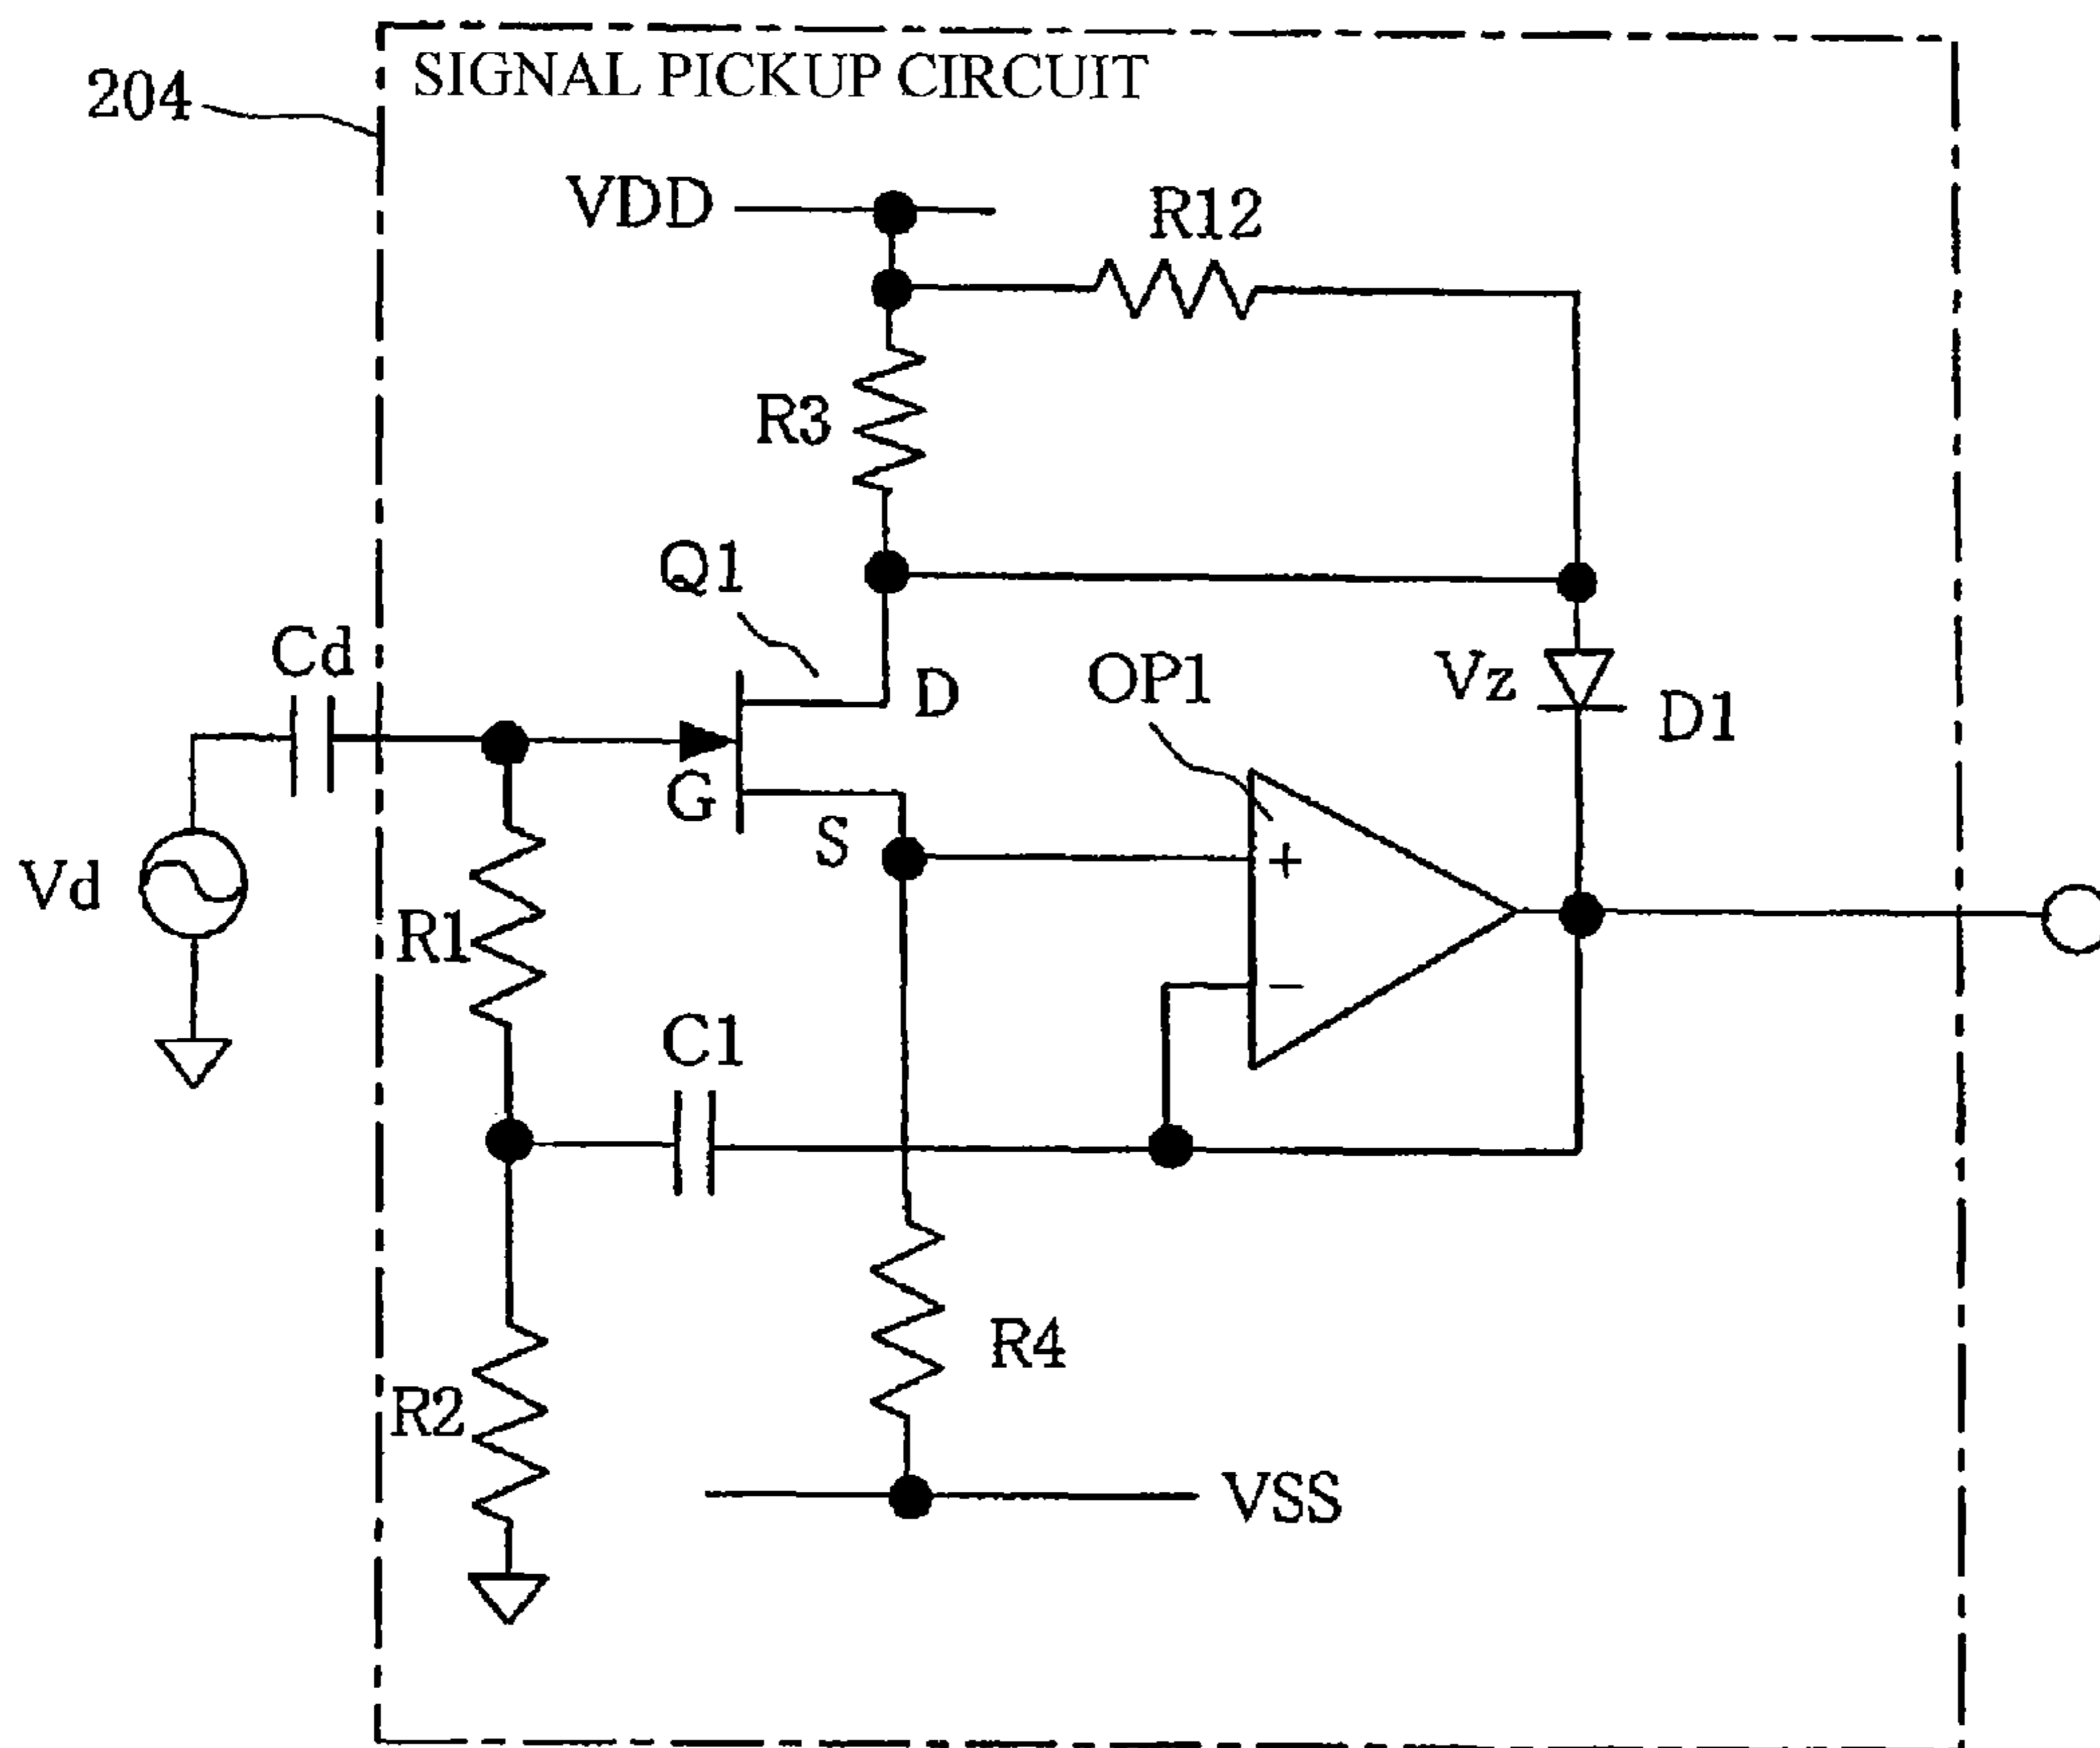 204
SIGNAL PICKUP CIRCUIT
VDD
R12
R3
Q1
Cd
D
OP1
Vz
D1
G
S
+
Vd
R1
−
C1
R4
R2
VSS